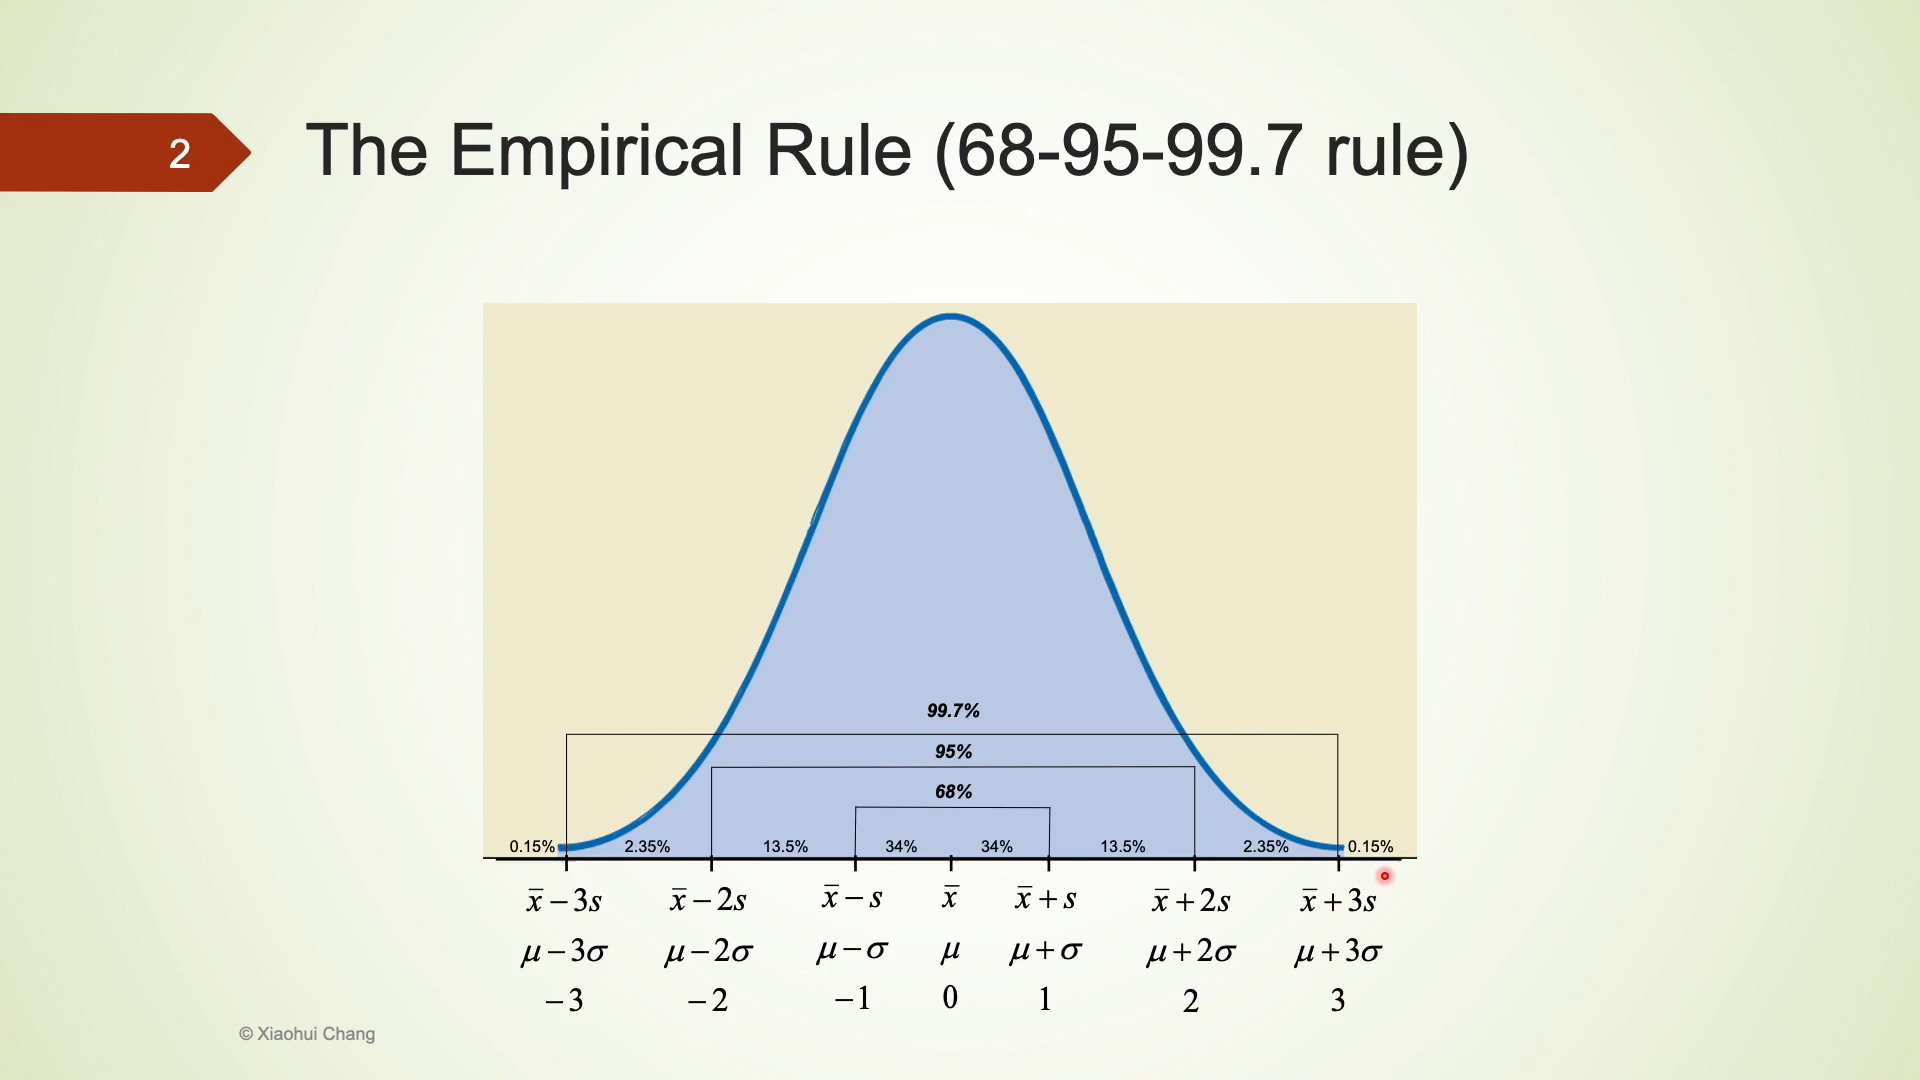 2
The Empirical Rule (68-95-99.7 rule)
99.7%
95%
68%
0.15% 2.35% 13.5% 34% 34% 13.5% 2.35% 0.15%
x̅ − 3s x̅ − 2s x̅ − s x̅ x̅ + s x̅ + 2s x̅ + 3s
μ − 3σ μ − 2σ μ − σ μ μ + σ μ + 2σ μ + 3σ
−3 −2 −1 0 1 2 3
© Xiaohui Chang